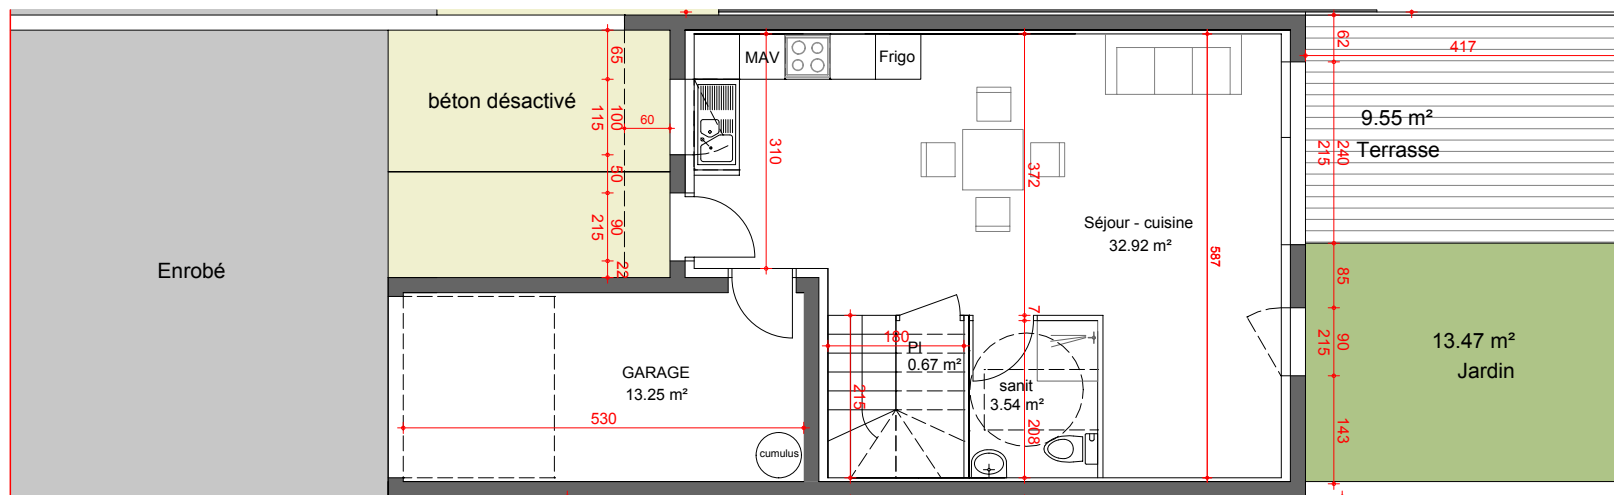 65
100
115
50
90
215
22
60
béton désactivé
Enrobé
MAV
Frigo
310
372
587
Séjour - cuisine
32.92 m²
62
417
9.55 m²
Terrasse
240
215
85
90
215
143
13.47 m²
Jardin
7
180
Pl
0.67 m²
215
sanit
3.54 m²
208
GARAGE
13.25 m²
530
cumulus